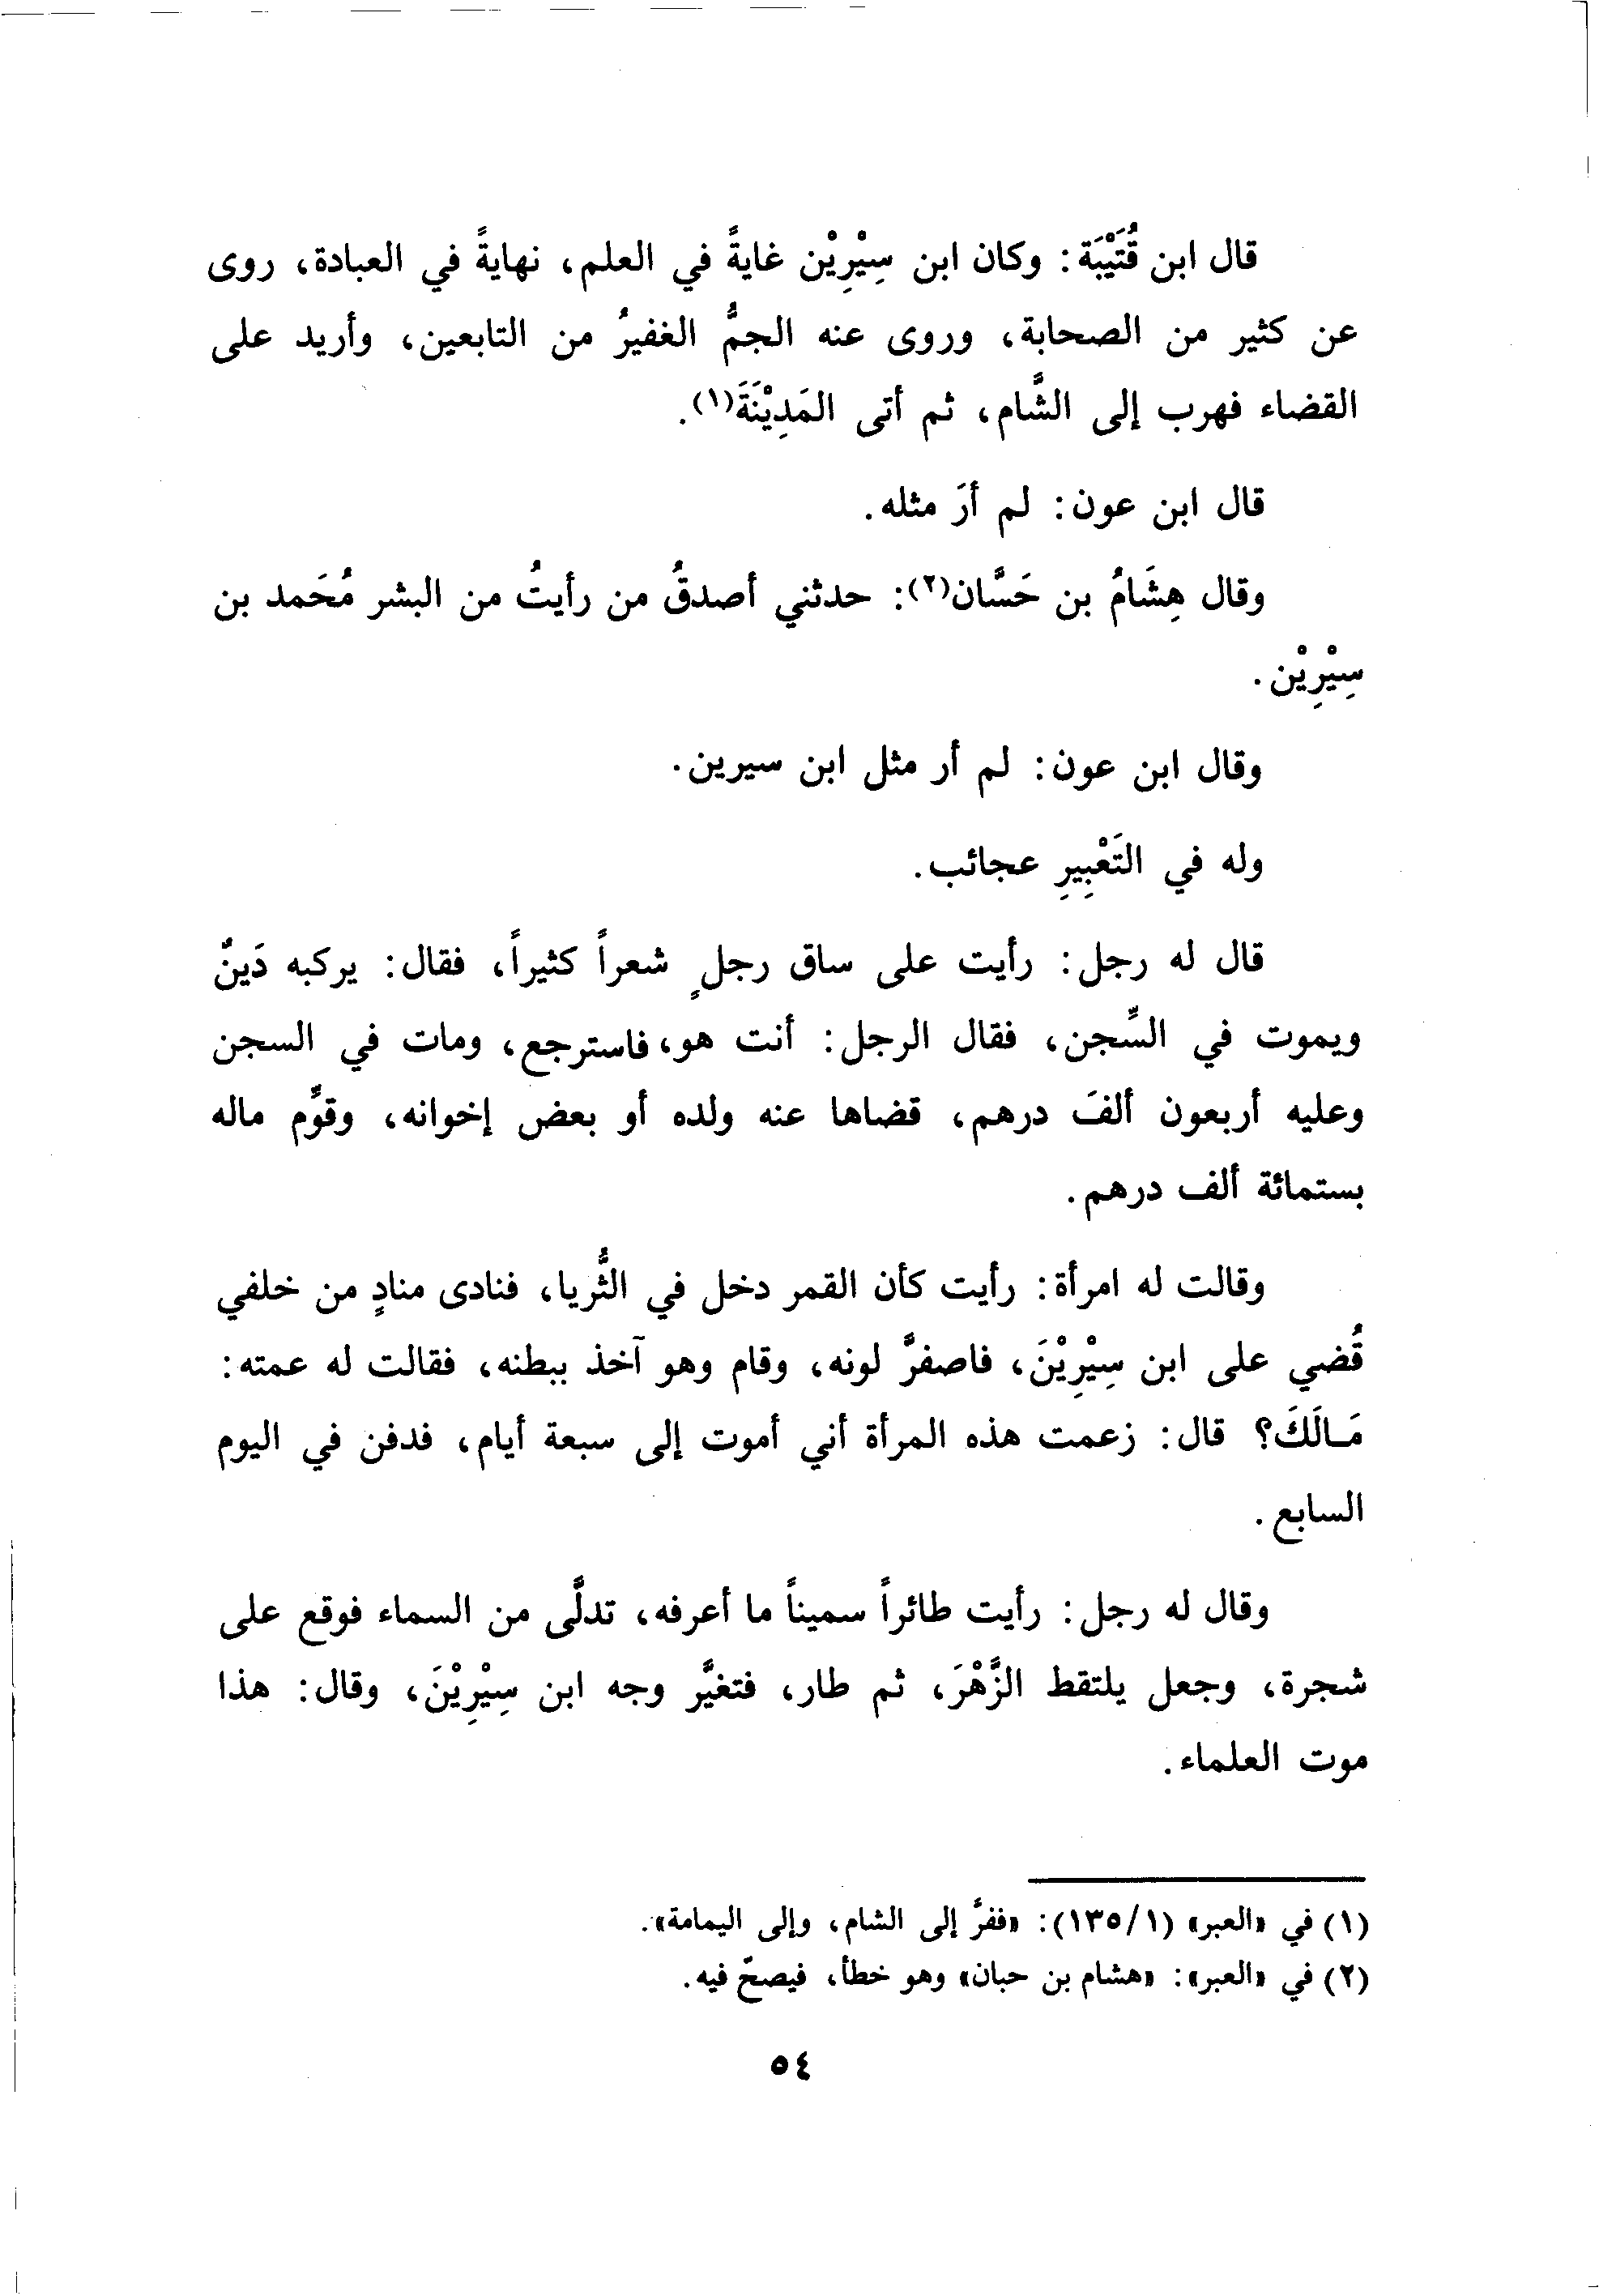 قال ابن قُتَيْبَة: وكان ابن سِيْرِيْن غايةً في العلم، نهايةً في العبادة، روى
عن كثير من الصحابة، وروى عنه الجمُّ الغفيرُ من التابعين، وأريد على
القضاء فهرب إلى الشَّام، ثم أتى المَدِيْنَةَ(١).
قال ابن عون: لم أرَ مثله.
وقال هِشَامُ بن حَسَّان(٢): حدثني أصدقُ من رأيتُ من البشر مُحَمد بن
سِيْرِيْن.
وقال ابن عون: لم أر مثل ابن سيرين.
وله في التَعْبِيرِ عجائب.
قال له رجل: رأيت على ساق رجلٍ شعراً كثيراً، فقال: يركبه دَينٌ
ويموت في السِّجن، فقال الرجل: أنت هو، فاسترجع، ومات في السجن
وعليه أربعون ألفَ درهم، قضاها عنه ولده أو بعض إخوانه، وقوِّم ماله
بستمائة ألف درهم.
وقالت له امرأة: رأيت كأن القمر دخل في الثُّريا، فنادى منادٍ من خلفي
قُضي على ابن سِيْرِيْنَ، فاصفرَّ لونه، وقام وهو آخذ ببطنه، فقالت له عمته:
مَـالَكَ؟ قال: زعمت هذه المرأة أني أموت إلى سبعة أيام، فدفن في اليوم
السابع.
وقال له رجل: رأيت طائراً سميناً ما أعرفه، تدلَّى من السماء فوقع على
شجرة، وجعل يلتقط الزَّهْرَ، ثم طار، فتغيَّر وجه ابن سِيْرِيْنَ، وقال: هذا
موت العلماء.
(١) في «العبر» (١/١٣٥): «ففرَّ إلى الشام، وإلى اليمامة».
(٢) في «العبر»: «هشام بن حبان» وهو خطأ، فيصحّ فيه.
٥٤